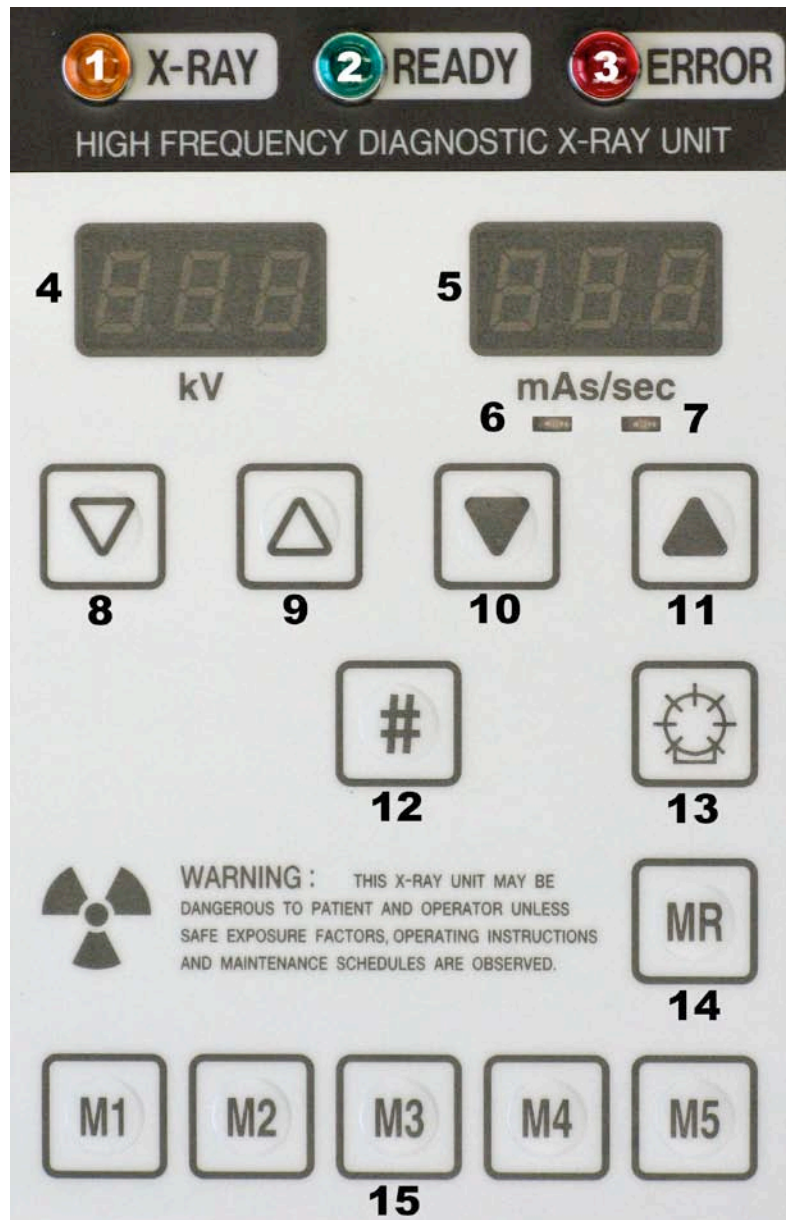 1 X-RAY 2 READY 3 ERROR
HIGH FREQUENCY DIAGNOSTIC X-RAY UNIT
4 888 5 888
kV mAs/sec
6 7
8 9 10 11
#
12 13
WARNING : THIS X-RAY UNIT MAY BE
DANGEROUS TO PATIENT AND OPERATOR UNLESS
SAFE EXPOSURE FACTORS, OPERATING INSTRUCTIONS
AND MAINTENANCE SCHEDULES ARE OBSERVED.
MR
14
M1 M2 M3 M4 M5
15